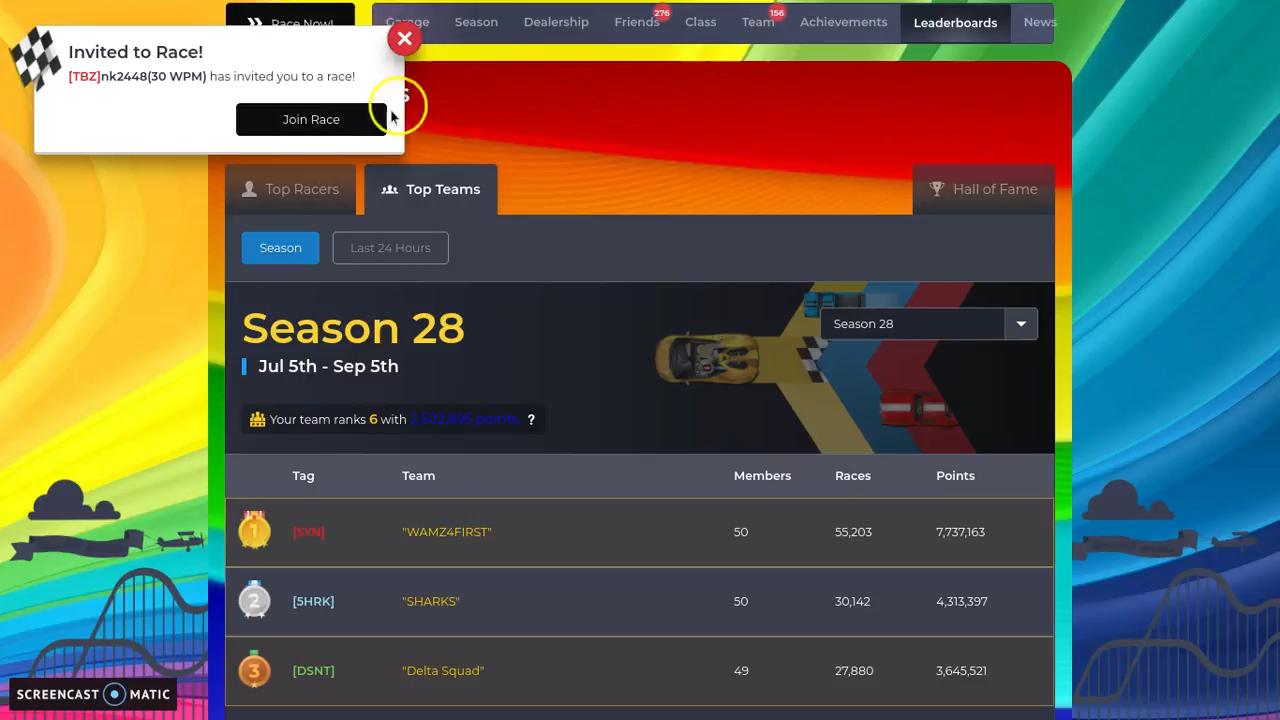 Race Now!
Garage Season Dealership Friends 276 Class Team 156 Achievements Leaderboards News
Invited to Race!
[TBZ]nk2448(30 WPM) has invited you to a race!
Join Race
Top Racers Top Teams Hall of Fame
Season Last 24 Hours
Season 28
Season 28
Jul 5th - Sep 5th
Your team ranks 6 with 2,502,895 points. ?
Tag Team Members Races Points
1 [SYN] "WAMZ4FIRST" 50 55,203 7,737,163
2 [5HRK] "SHARKS" 50 30,142 4,313,397
3 [DSNT] "Delta Squad" 49 27,880 3,645,521
SCREENCAST MATIC